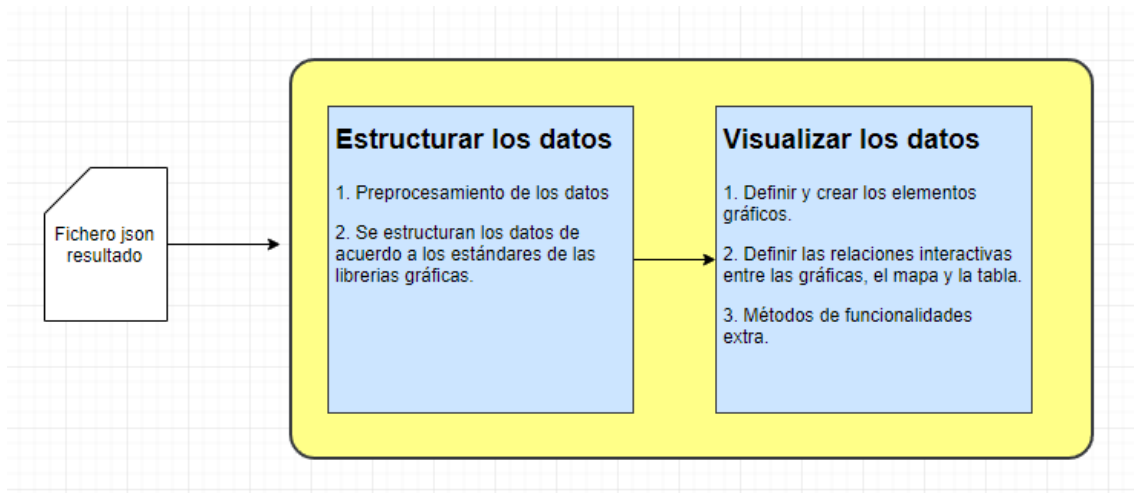 Fichero json
resultado
Estructurar los datos
1. Preprocesamiento de los datos
2. Se estructuran los datos de
acuerdo a los estándares de las
librerias gráficas.
Visualizar los datos
1. Definir y crear los elementos
gráficos.
2. Definir las relaciones interactivas
entre las gráficas, el mapa y la tabla.
3. Métodos de funcionalidades
extra.